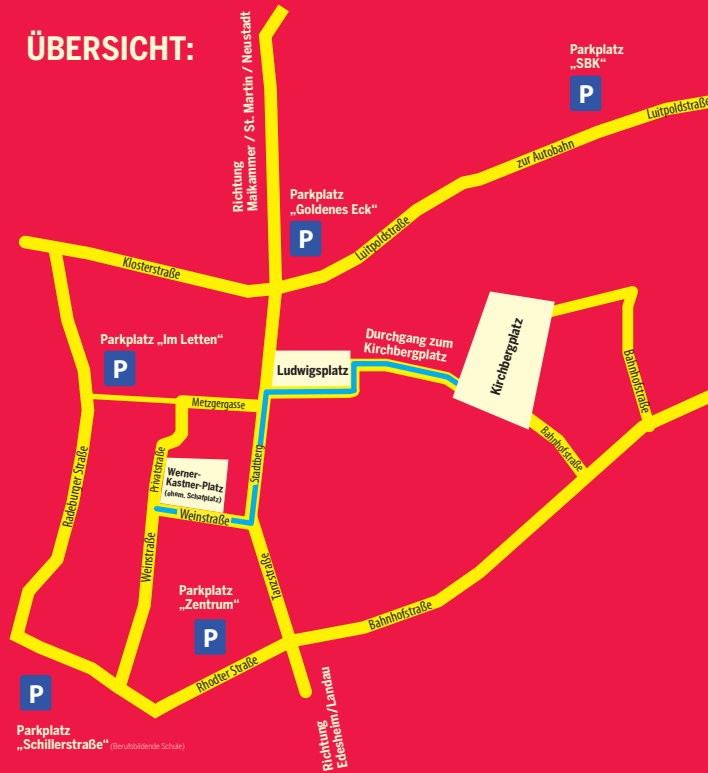 ÜBERSICHT:
Richtung
Maikammer / St. Martin / Neustadt
Parkplatz
„SBK“
P
Luitpoldstraße
zur Autobahn
Parkplatz
„Goldenes Eck“
P
Luitpoldstraße
Klosterstraße
Parkplatz „Im Letten“
P
Ludwigsplatz
Durchgang zum
Kirchbergplatz
Kirchbergplatz
Bahnhofstraße
Metzgergasse
Bahnhofstraße
Radeburger Straße
Privatstraße
Werner-
Kastner-Platz
(ehem. Schafplatz)
Stadtberg
Weinstraße
Weinstraße
Tanzstraße
Parkplatz
„Zentrum“
P
Bahnhofstraße
Rhodter Straße
P
Parkplatz
„Schillerstraße“ (Berufsbildende Schule)
Richtung
Edesheim/Landau